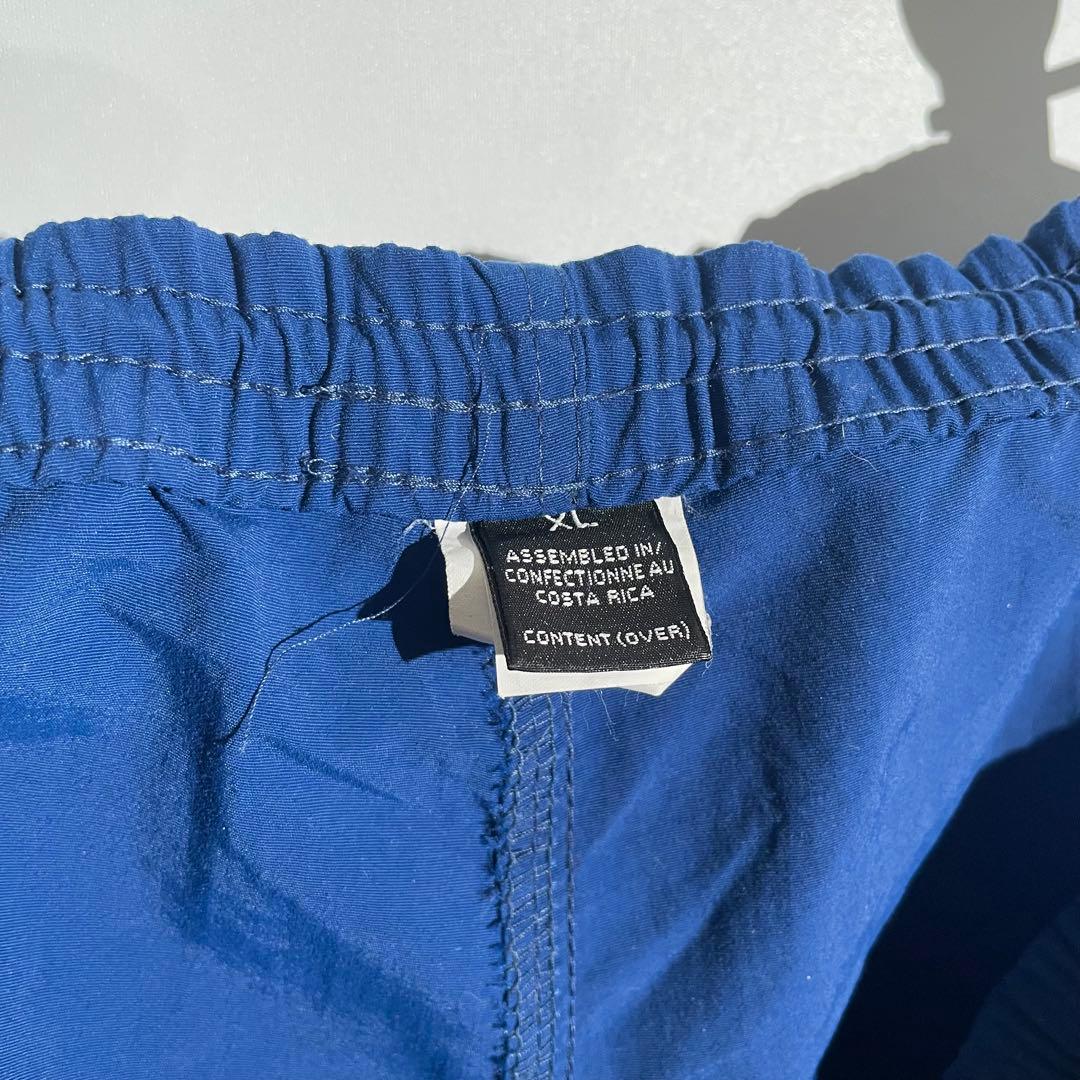 XL
ASSEMBLED IN/
CONFECTIONNE AU
COSTA RICA
CONTENT (OVER)